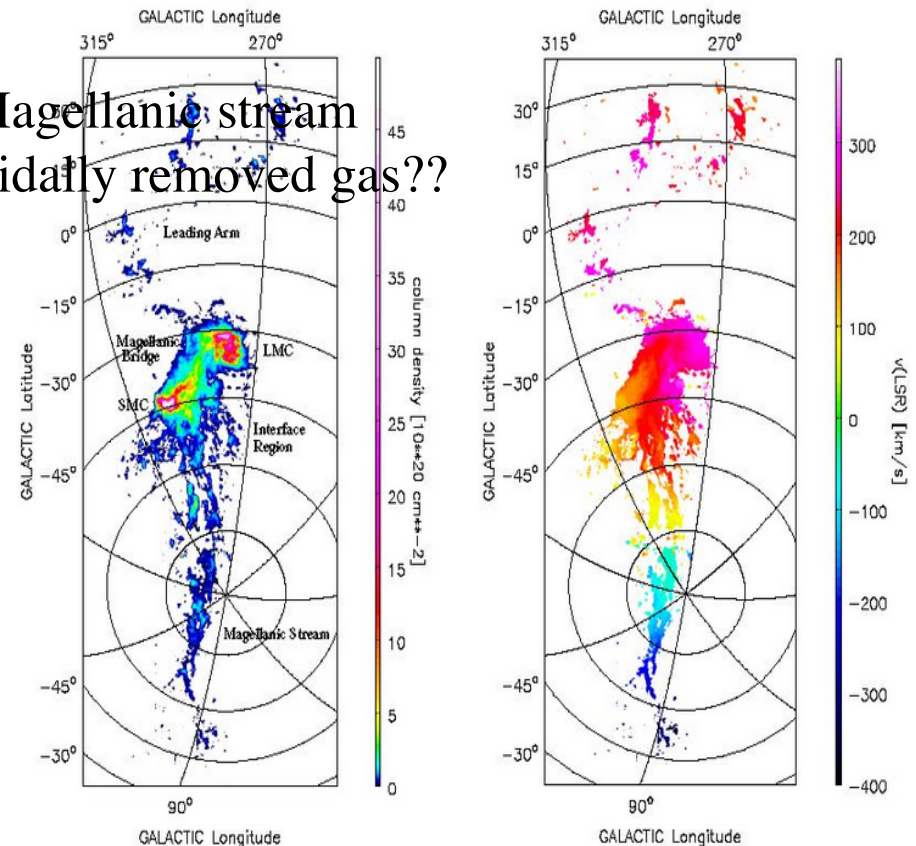 GALACTIC Longitude
315° 270°
Magellanic stream
tidally removed gas??
0°
−15°
−30°
−45°
−45°
−30°
GALACTIC Latitude
Leading Arm
Magellanic
Bridge
LMC
SMC
Interface
Region
Magellanic Stream
90°
GALACTIC Longitude
45
40
35
30
25
20
15
10
5
0
column density [10**20 cm**−2]
GALACTIC Longitude
315° 270°
30°
15°
0°
−15°
−30°
−45°
−45°
−30°
GALACTIC Latitude
90°
GALACTIC Longitude
300
200
100
0
−100
−200
−300
−400
v(LSR) [km/s]